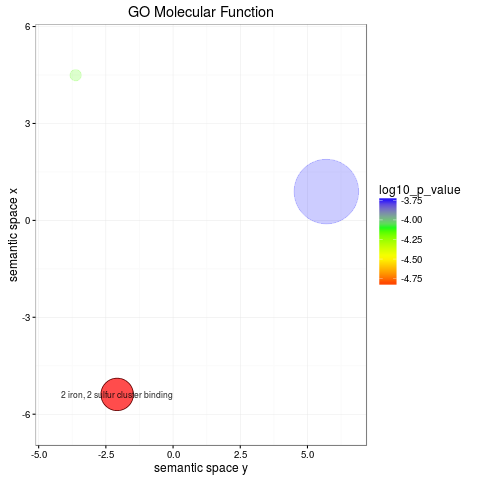 GO Molecular Function
6
3
0
-3
-6
semantic space x
2 iron, 2 sulfur cluster binding
-5.0 -2.5 0.0 2.5 5.0
semantic space y
log10_p_value
-3.75
-4.00
-4.25
-4.50
-4.75